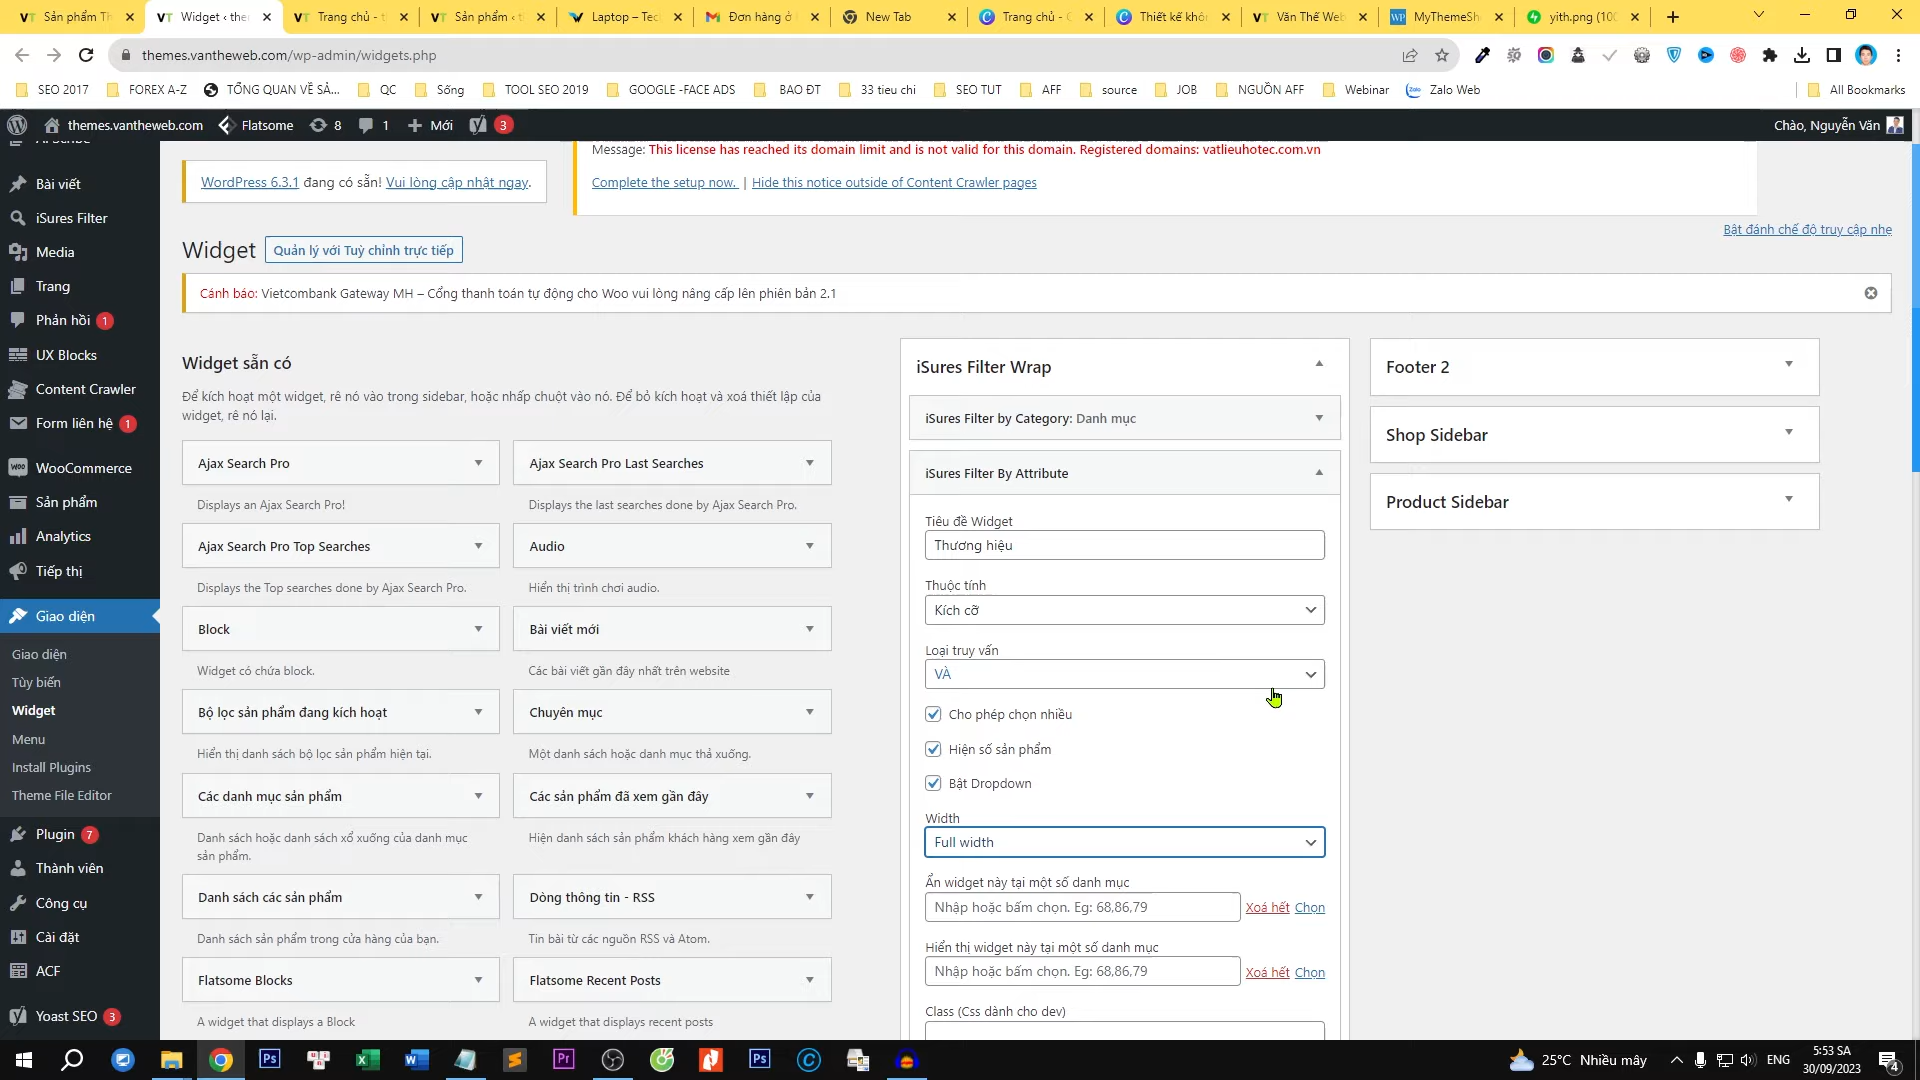 Sản phẩm Th
Widget ‹ the
Trang chủ - t
Sản phẩm ‹ t
Laptop – Tec
Đơn hàng ở
New Tab
Trang chủ - C
Thiết kế khô
Văn Thế Web
MyThemeSh
yith.png (100
themes.vantheweb.com/wp-admin/widgets.php
SEO 2017
FOREX A-Z
TỔNG QUAN VỀ SẢ...
QC
Sống
TOOL SEO 2019
GOOGLE -FACE ADS
BAO ĐT
33 tieu chi
SEO TUT
AFF
source
JOB
NGUỒN AFF
Webinar
Zalo Web
All Bookmarks
themes.vantheweb.com
Flatsome
8
1
Mới
3
Chào, Nguyễn Văn
Bài viết
iSures Filter
Media
Trang
Phản hồi 1
UX Blocks
Content Crawler
Form liên hệ 1
WooCommerce
Sản phẩm
Analytics
Tiếp thị
Giao diện
Giao diện
Tùy biến
Widget
Menu
Install Plugins
Theme File Editor
Plugin 7
Thành viên
Công cụ
Cài đặt
ACF
Yoast SEO 3
WordPress 6.3.1 đang có sẵn! Vui lòng cập nhật ngay.
Message: This license has reached its domain limit and is not valid for this domain. Registered domains: vatlieuhotec.com.vn
Complete the setup now. | Hide this notice outside of Content Crawler pages
Bật đánh chế độ truy cập nhẹ
Widget
Quản lý với Tuỳ chỉnh trực tiếp
Cảnh báo: Vietcombank Gateway MH – Cổng thanh toán tự động cho Woo vui lòng nâng cấp lên phiên bản 2.1
Widget sẵn có
Để kích hoạt một widget, rê nó vào trong sidebar, hoặc nhấp chuột vào nó. Để bỏ kích hoạt và xoá thiết lập của
widget, rê nó lại.
Ajax Search Pro
Displays an Ajax Search Pro!
Ajax Search Pro Last Searches
Displays the last searches done by Ajax Search Pro.
Ajax Search Pro Top Searches
Displays the Top searches done by Ajax Search Pro.
Audio
Hiển thị trình chơi audio.
Block
Widget có chứa block.
Bài viết mới
Các bài viết gần đây nhất trên website
Bộ lọc sản phẩm đang kích hoạt
Hiển thị danh sách bộ lọc sản phẩm hiện tại.
Chuyên mục
Một danh sách hoặc danh mục thả xuống.
Các danh mục sản phẩm
Danh sách hoặc danh sách xổ xuống của danh mục
sản phẩm.
Các sản phẩm đã xem gần đây
Hiện danh sách sản phẩm khách hàng xem gần đây
Danh sách các sản phẩm
Danh sách sản phẩm trong cửa hàng của bạn.
Dòng thông tin - RSS
Tin bài từ các nguồn RSS và Atom.
Flatsome Blocks
A widget that displays a Block
Flatsome Recent Posts
A widget that displays recent posts
iSures Filter Wrap
iSures Filter by Category: Danh mục
iSures Filter By Attribute
Tiêu đề Widget
Thương hiệu
Thuộc tính
Kích cỡ
Loại truy vấn
VÀ
Cho phép chọn nhiều
Hiện số sản phẩm
Bật Dropdown
Width
Full width
Ẩn widget này tại một số danh mục
Nhập hoặc bấm chọn. Eg: 68,86,79
Xoá hết
Chọn
Hiển thị widget này tại một số danh mục
Nhập hoặc bấm chọn. Eg: 68,86,79
Xoá hết
Chọn
Class (Css dành cho dev)
Footer 2
Shop Sidebar
Product Sidebar
25°C Nhiều mây
ENG
5:53 SA
30/09/2023
4